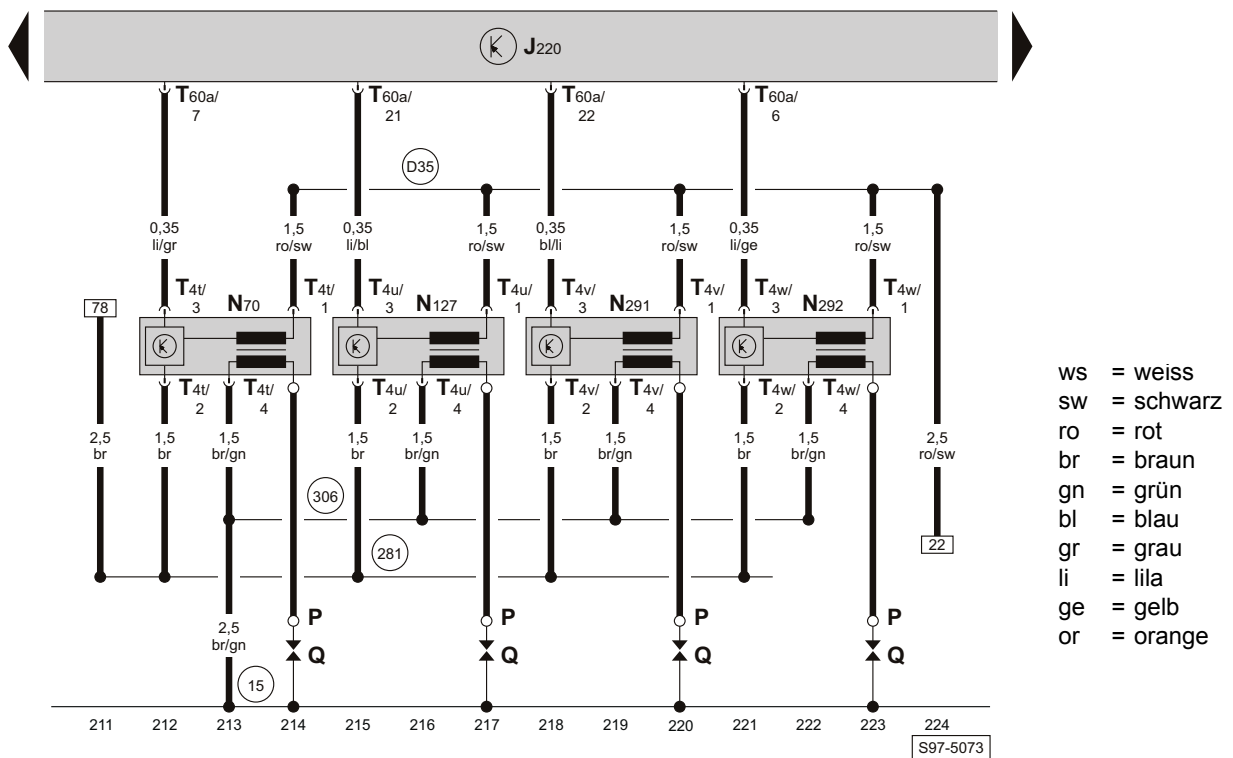 J220
T60a/ T60a/ T60a/ T60a/
7 21 22 6
D35
0,35 1,5 0,35 1,5 0,35 1,5 0,35 1,5
li/gr ro/sw li/bl ro/sw bl/li ro/sw li/ge ro/sw
T4t/ T4t/ T4u/ T4u/ T4v/ T4v/ T4w/ T4w/
78 3 N70 1 3 N127 1 3 N291 1 3 N292 1
T4t/ T4t/ T4u/ T4u/ T4v/ T4v/ T4w/ T4w/
2 4 2 4 2 4 2 4
2,5 1,5 1,5 1,5 1,5 1,5 1,5 1,5 1,5 2,5
br br br/gn br br/gn br br/gn br br/gn ro/sw
306
281
22
P P P P
2,5
br/gn
Q Q Q Q
15
211 212 213 214 215 216 217 218 219 220 221 222 223 224
S97-5073
ws = weiss
sw = schwarz
ro = rot
br = braun
gn = grün
bl = blau
gr = grau
li = lila
ge = gelb
or = orange